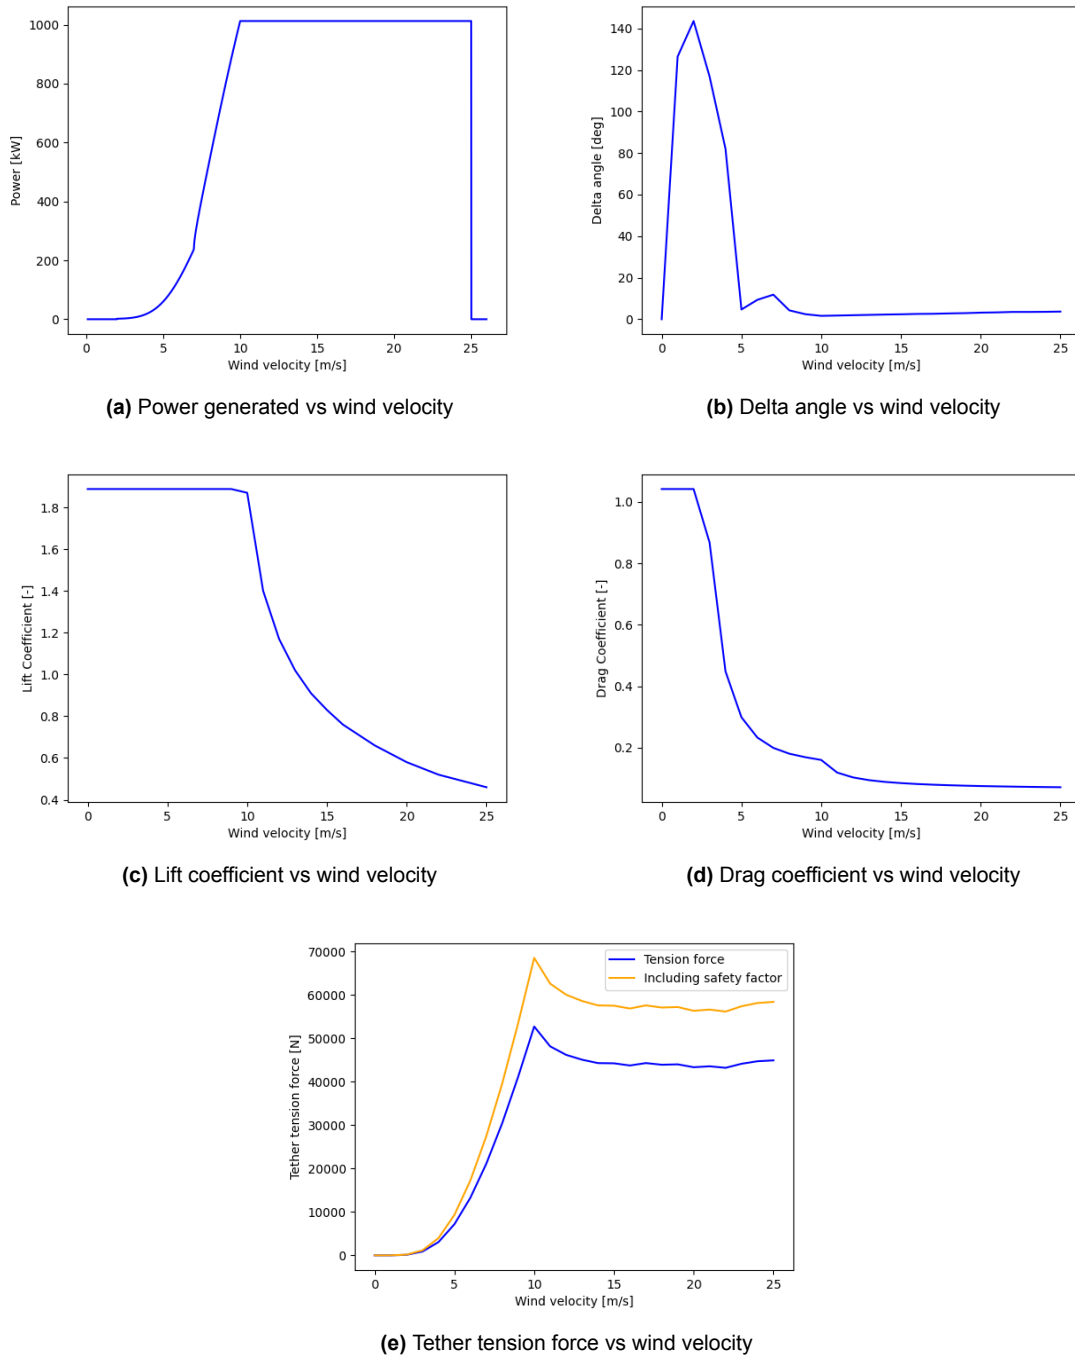 1000
800
600
400
200
0
Power [kW]
0 5 10 15 20 25
Wind velocity [m/s]
(a) Power generated vs wind velocity
140
120
100
80
60
40
20
0
Delta angle [deg]
0 5 10 15 20 25
Wind velocity [m/s]
(b) Delta angle vs wind velocity
1.8
1.6
1.4
1.2
1.0
0.8
0.6
0.4
Lift Coefficient [-]
0 5 10 15 20 25
Wind velocity [m/s]
(c) Lift coefficient vs wind velocity
1.0
0.8
0.6
0.4
0.2
Drag Coefficient [-]
0 5 10 15 20 25
Wind velocity [m/s]
(d) Drag coefficient vs wind velocity
70000
60000
50000
40000
30000
20000
10000
0
Tether tension force [N]
Tension force
Including safety factor
0 5 10 15 20 25
Wind velocity [m/s]
(e) Tether tension force vs wind velocity